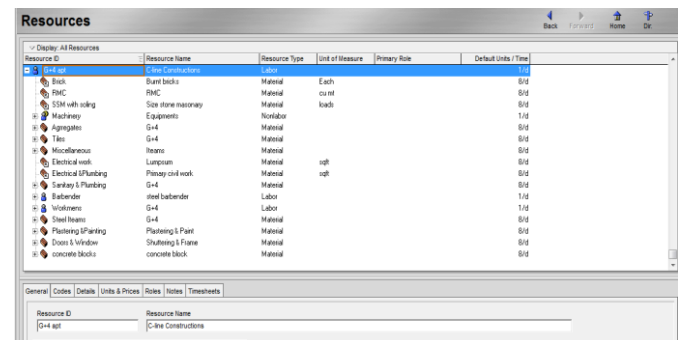 Resources
Back Forward Home Dir.
Display: All Resources
Resource ID Resource Name Resource Type Unit of Measure Primary Role Default Units / Time
G+4 apt C-line Constructions Labor 1/d
Brick Burnt bricks Material Each 8/d
RMC RMC Material cu mt 8/d
SSM with soling Size stone masonary Material loads 8/d
Machinery Equipments Nonlabor 1/d
Agregates G+4 Material 8/d
Tiles G+4 Material 8/d
Miscellaneous Iteams Material 8/d
Electrical work Lumpsum Material sqft 8/d
Electrical &Plumbing Primary civil work Material sqft 8/d
Sanitary & Plumbing G+4 Material 8/d
Barbender steel barbender Labor 1/d
Workmens G+4 Labor 1/d
Steel Iteams G+4 Material 8/d
Plastering &Painting Plastering & Paint Material 8/d
Doors & Window Shuttering & Frame Material 8/d
concrete blocks concrete block Material 8/d
General Codes Details Units & Prices Roles Notes Timesheets
Resource ID Resource Name
G+4 apt C-line Constructions